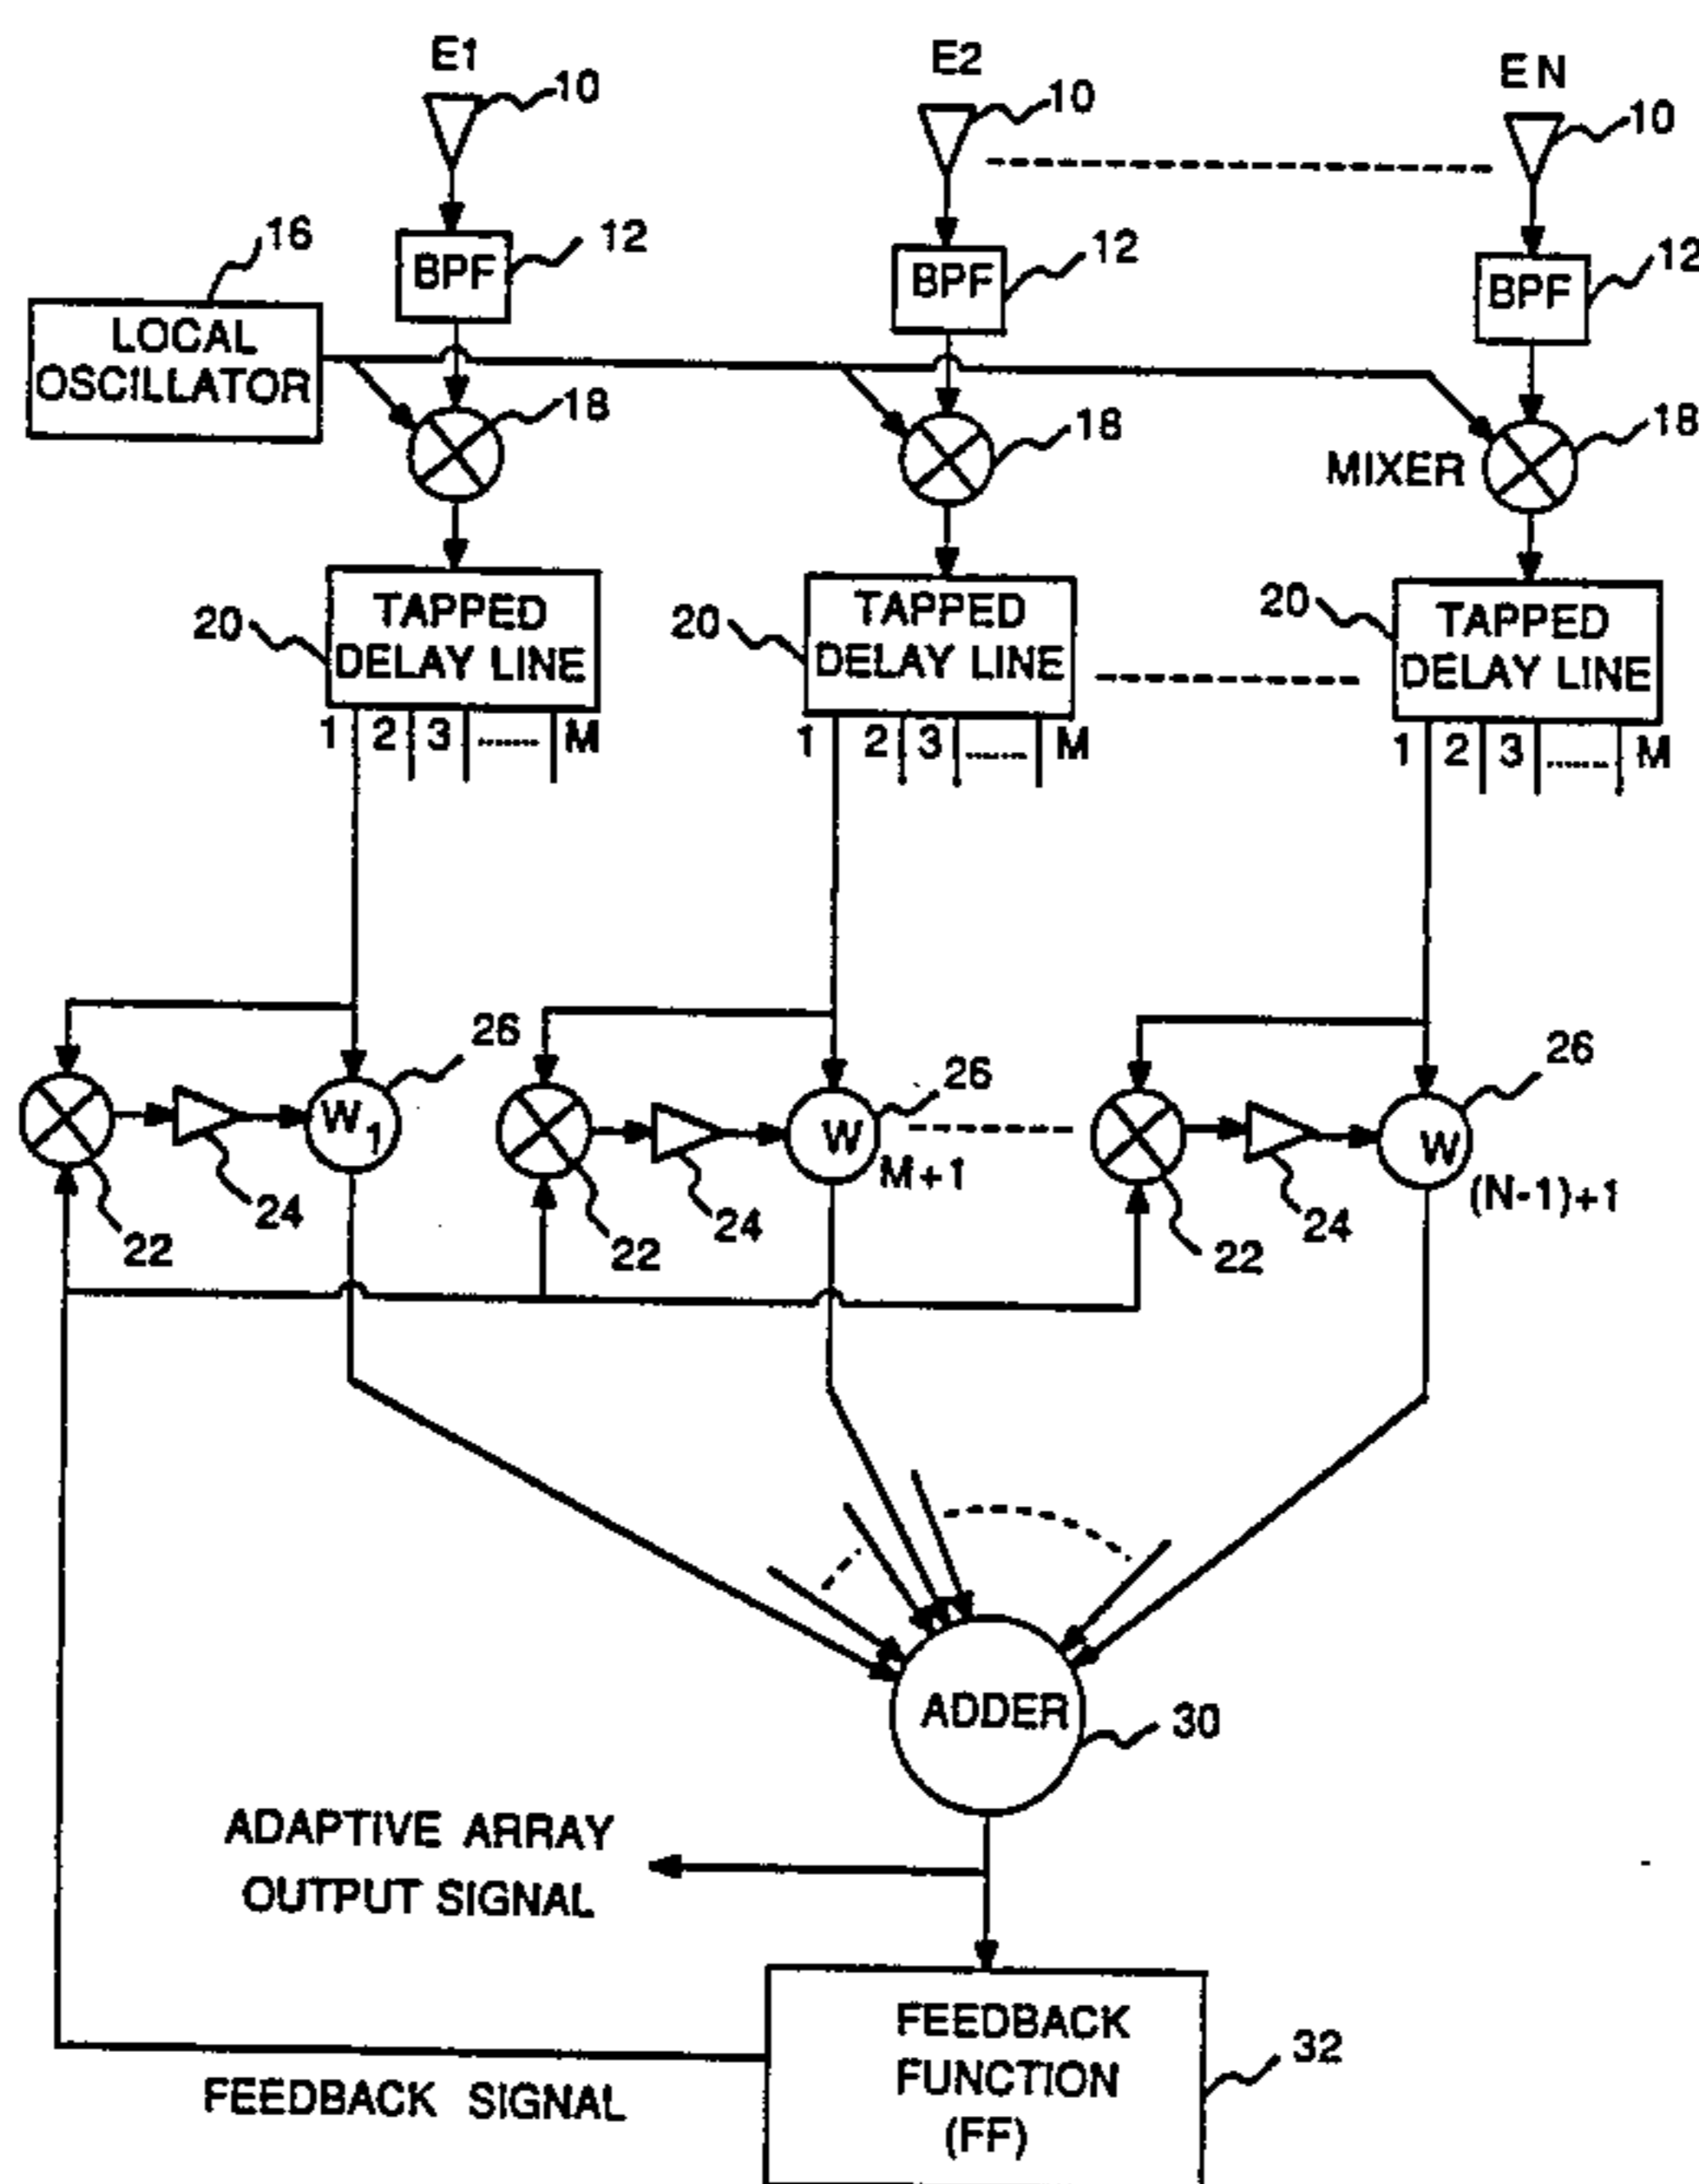 E1
E2
EN
10
10
10
16
12
12
12
BPF
BPF
BPF
LOCAL
OSCILLATOR
18
18
18
MIXER
20
TAPPED
DELAY LINE
20
TAPPED
DELAY LINE
20
TAPPED
DELAY LINE
1 2 3 M
1 2 3 M
1 2 3 M
26
26
26
W1
W
M+1
W
(N-1)+1
22
24
22
24
22
24
ADDER
30
ADAPTIVE ARRAY
OUTPUT SIGNAL
FEEDBACK
FUNCTION
(FF)
32
FEEDBACK SIGNAL